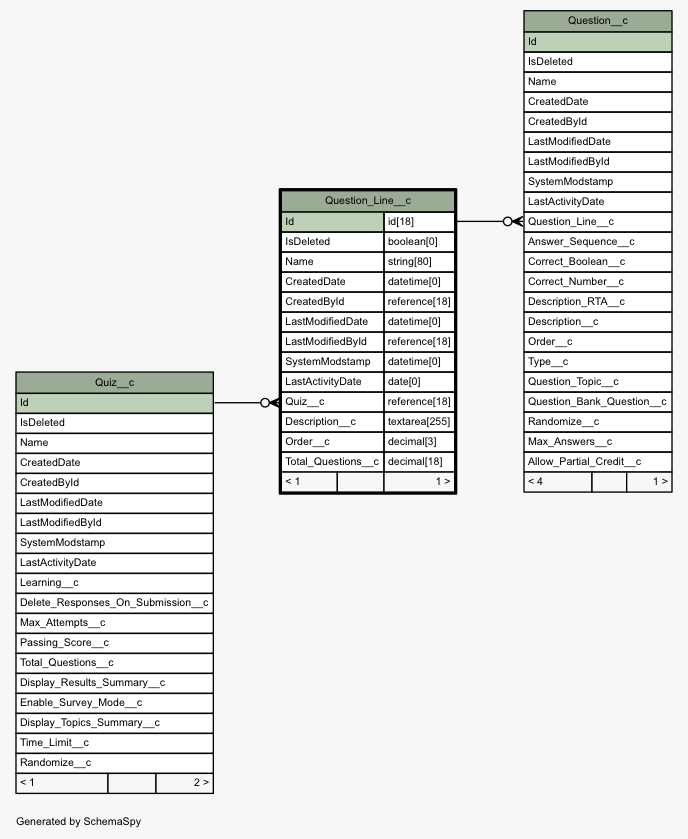 Question__c
Id
IsDeleted
Name
CreatedDate
CreatedById
LastModifiedDate
LastModifiedById
SystemModstamp
LastActivityDate
Question_Line__c
Answer_Sequence__c
Correct_Boolean__c
Correct_Number__c
Description_RTA__c
Description__c
Order__c
Type__c
Question_Topic__c
Question_Bank_Question__c
Randomize__c
Max_Answers__c
Allow_Partial_Credit__c
< 4 1 >
Question_Line__c
Id id[18]
IsDeleted boolean[0]
Name string[80]
CreatedDate datetime[0]
CreatedById reference[18]
LastModifiedDate datetime[0]
LastModifiedById reference[18]
SystemModstamp datetime[0]
LastActivityDate date[0]
Quiz__c reference[18]
Description__c textarea[255]
Order__c decimal[3]
Total_Questions__c decimal[18]
< 1 1 >
Quiz__c
Id
IsDeleted
Name
CreatedDate
CreatedById
LastModifiedDate
LastModifiedById
SystemModstamp
LastActivityDate
Learning__c
Delete_Responses_On_Submission__c
Max_Attempts__c
Passing_Score__c
Total_Questions__c
Display_Results_Summary__c
Enable_Survey_Mode__c
Display_Topics_Summary__c
Time_Limit__c
Randomize__c
< 1 2 >
Generated by SchemaSpy